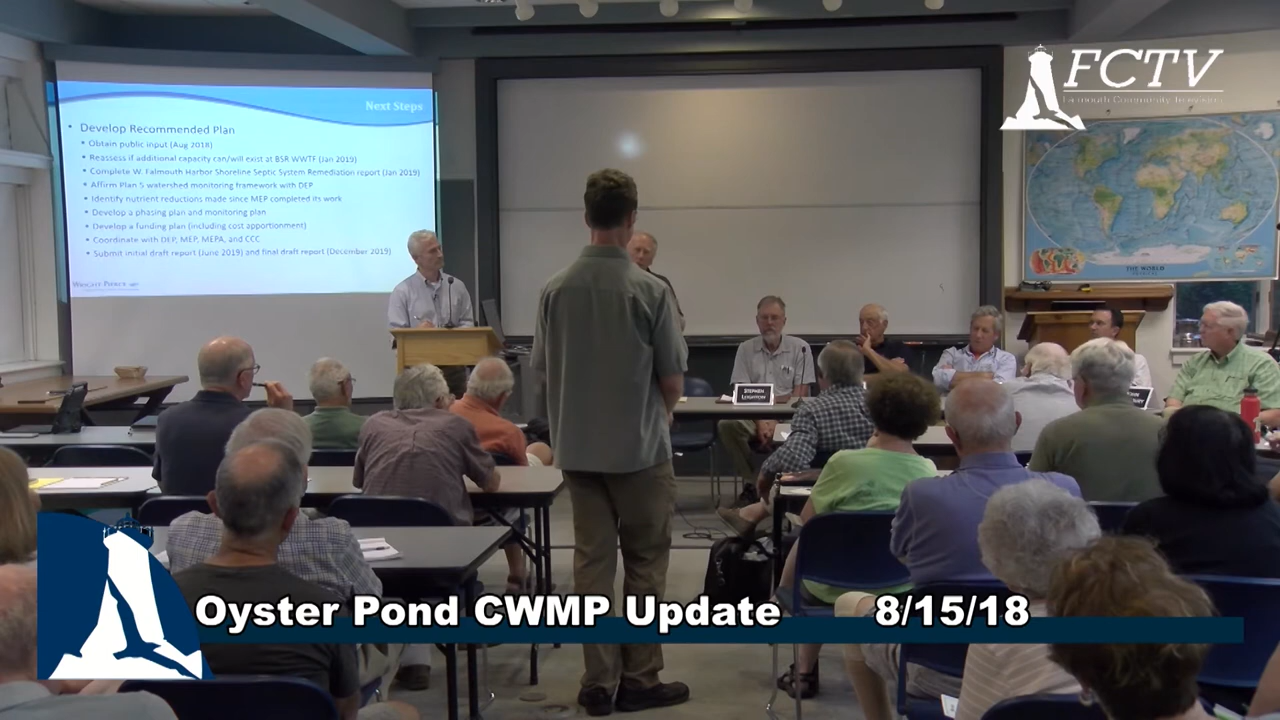 Next Steps
• Develop Recommended Plan
• Obtain public input (Aug 2018)
• Reassess if additional capacity can/will exist at BSR WWTF (Jan 2019)
• Complete W. Falmouth Harbor Shoreline Septic System Remediation report (Jan 2019)
• Affirm Plan 5 watershed monitoring framework with DEP
• Identify nutrient reductions made since MEP completed its work
• Develop a phasing plan and monitoring plan
• Develop a funding plan (including cost apportionment)
• Coordinate with DEP, MEP, MEPA, and CCC
• Submit initial draft report (June 2019) and final draft report (December 2019)
Wright-Pierce
FCTV
Falmouth Community Television
THE WORLD
STEPHEN
LEIGHTON
Oyster Pond CWMP Update 8/15/18